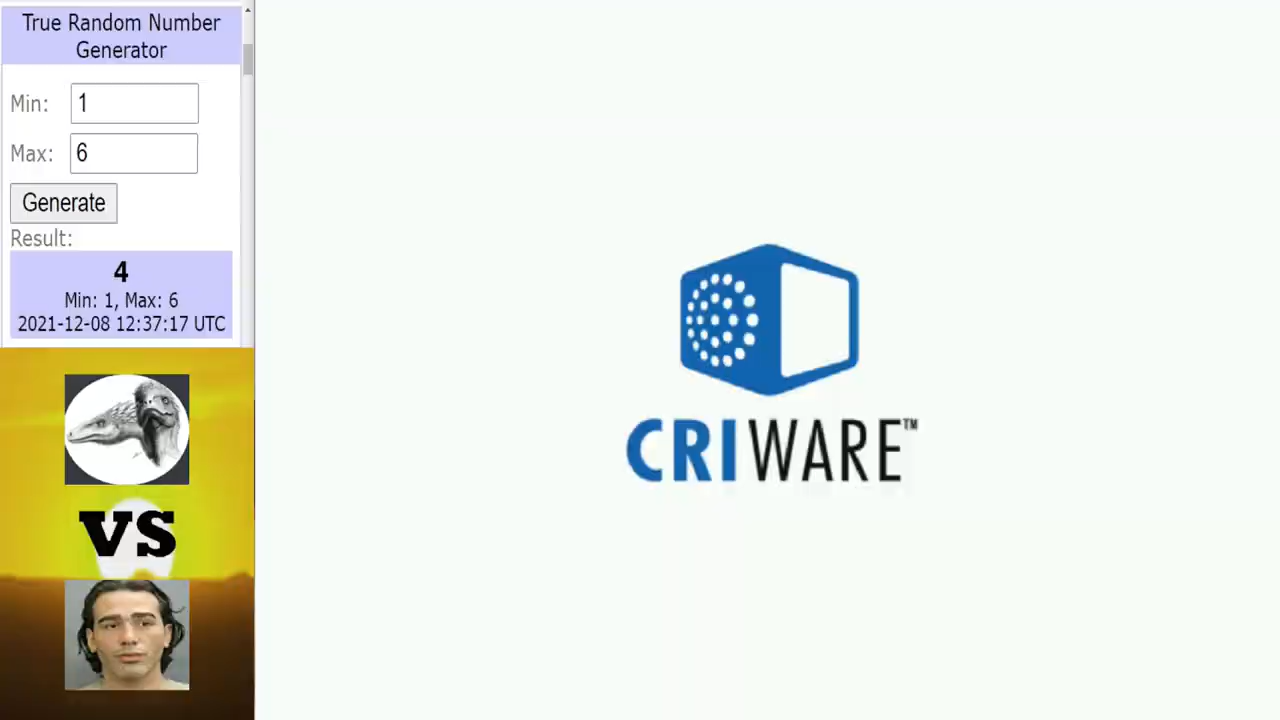 True Random Number
Generator
Min: 1
Max: 6
Generate
Result:
4
Min: 1, Max: 6
2021-12-08 12:37:17 UTC
VS
CRIWARE™